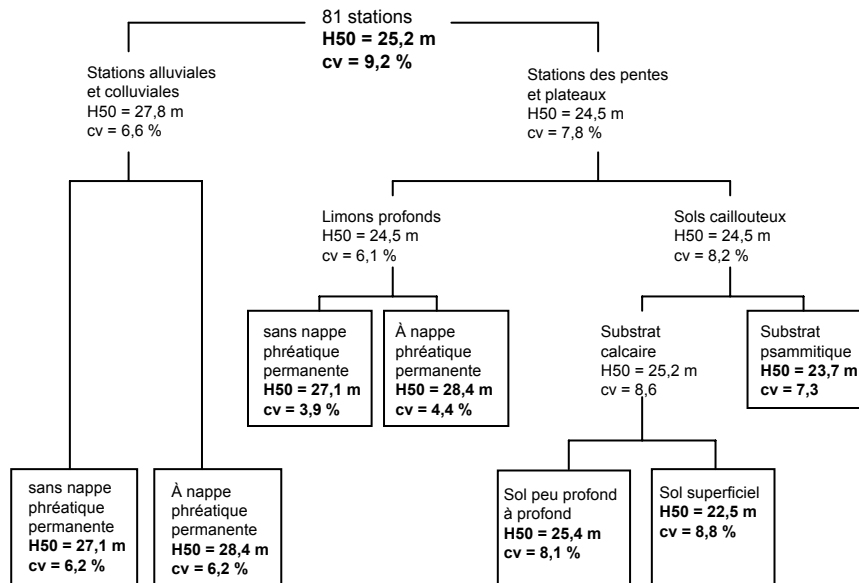 81 stations
H50 = 25,2 m
cv = 9,2 %
Stations alluviales
et colluviales
H50 = 27,8 m
cv = 6,6 %
Stations des pentes
et plateaux
H50 = 24,5 m
cv = 7,8 %
Limons profonds
H50 = 24,5 m
cv = 6,1 %
Sols cailouteux
H50 = 24,5 m
cv = 8,2 %
sans nappe
phréatique
permanente
H50 = 27,1 m
cv = 3,9 %
À nappe
phréatique
permanente
H50 = 28,4 m
cv = 4,4 %
Substrat
calcaire
H50 = 25,2 m
cv = 8,6
Substrat
psammitique
H50 = 23,7 m
cv = 7,3
sans nappe
phréatique
permanente
H50 = 27,1 m
cv = 6,2 %
À nappe
phréatique
permanente
H50 = 28,4 m
cv = 6,2 %
Sol peu profond
à profond
H50 = 25,4 m
cv = 8,1 %
Sol superficiel
H50 = 22,5 m
cv = 8,8 %